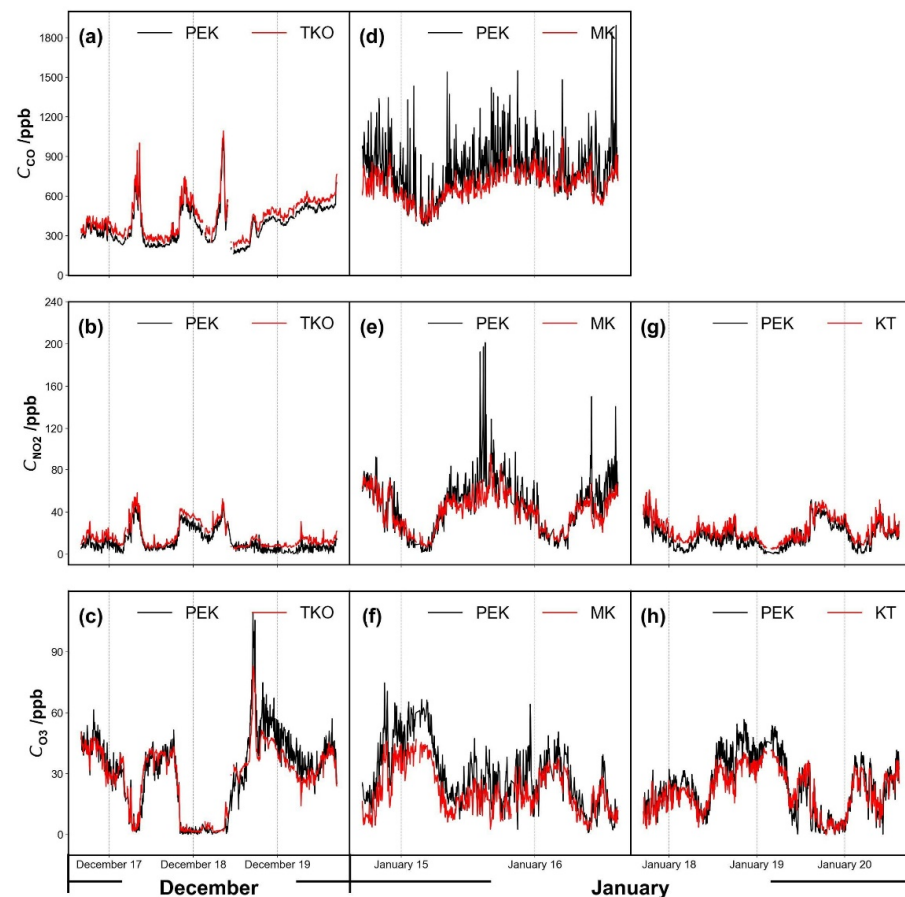 (a) PEK TKO
(d) PEK MK
C_CO /ppb
1800
1500
1200
900
600
300
0
(b) PEK TKO
(e) PEK MK
(g) PEK KT
C_NO2 /ppb
240
200
160
120
80
40
0
(c) PEK TKO
(f) PEK MK
(h) PEK KT
C_O3 /ppb
90
60
30
0
December 17 December 18 December 19 January 15 January 16 January 18 January 19 January 20
December January